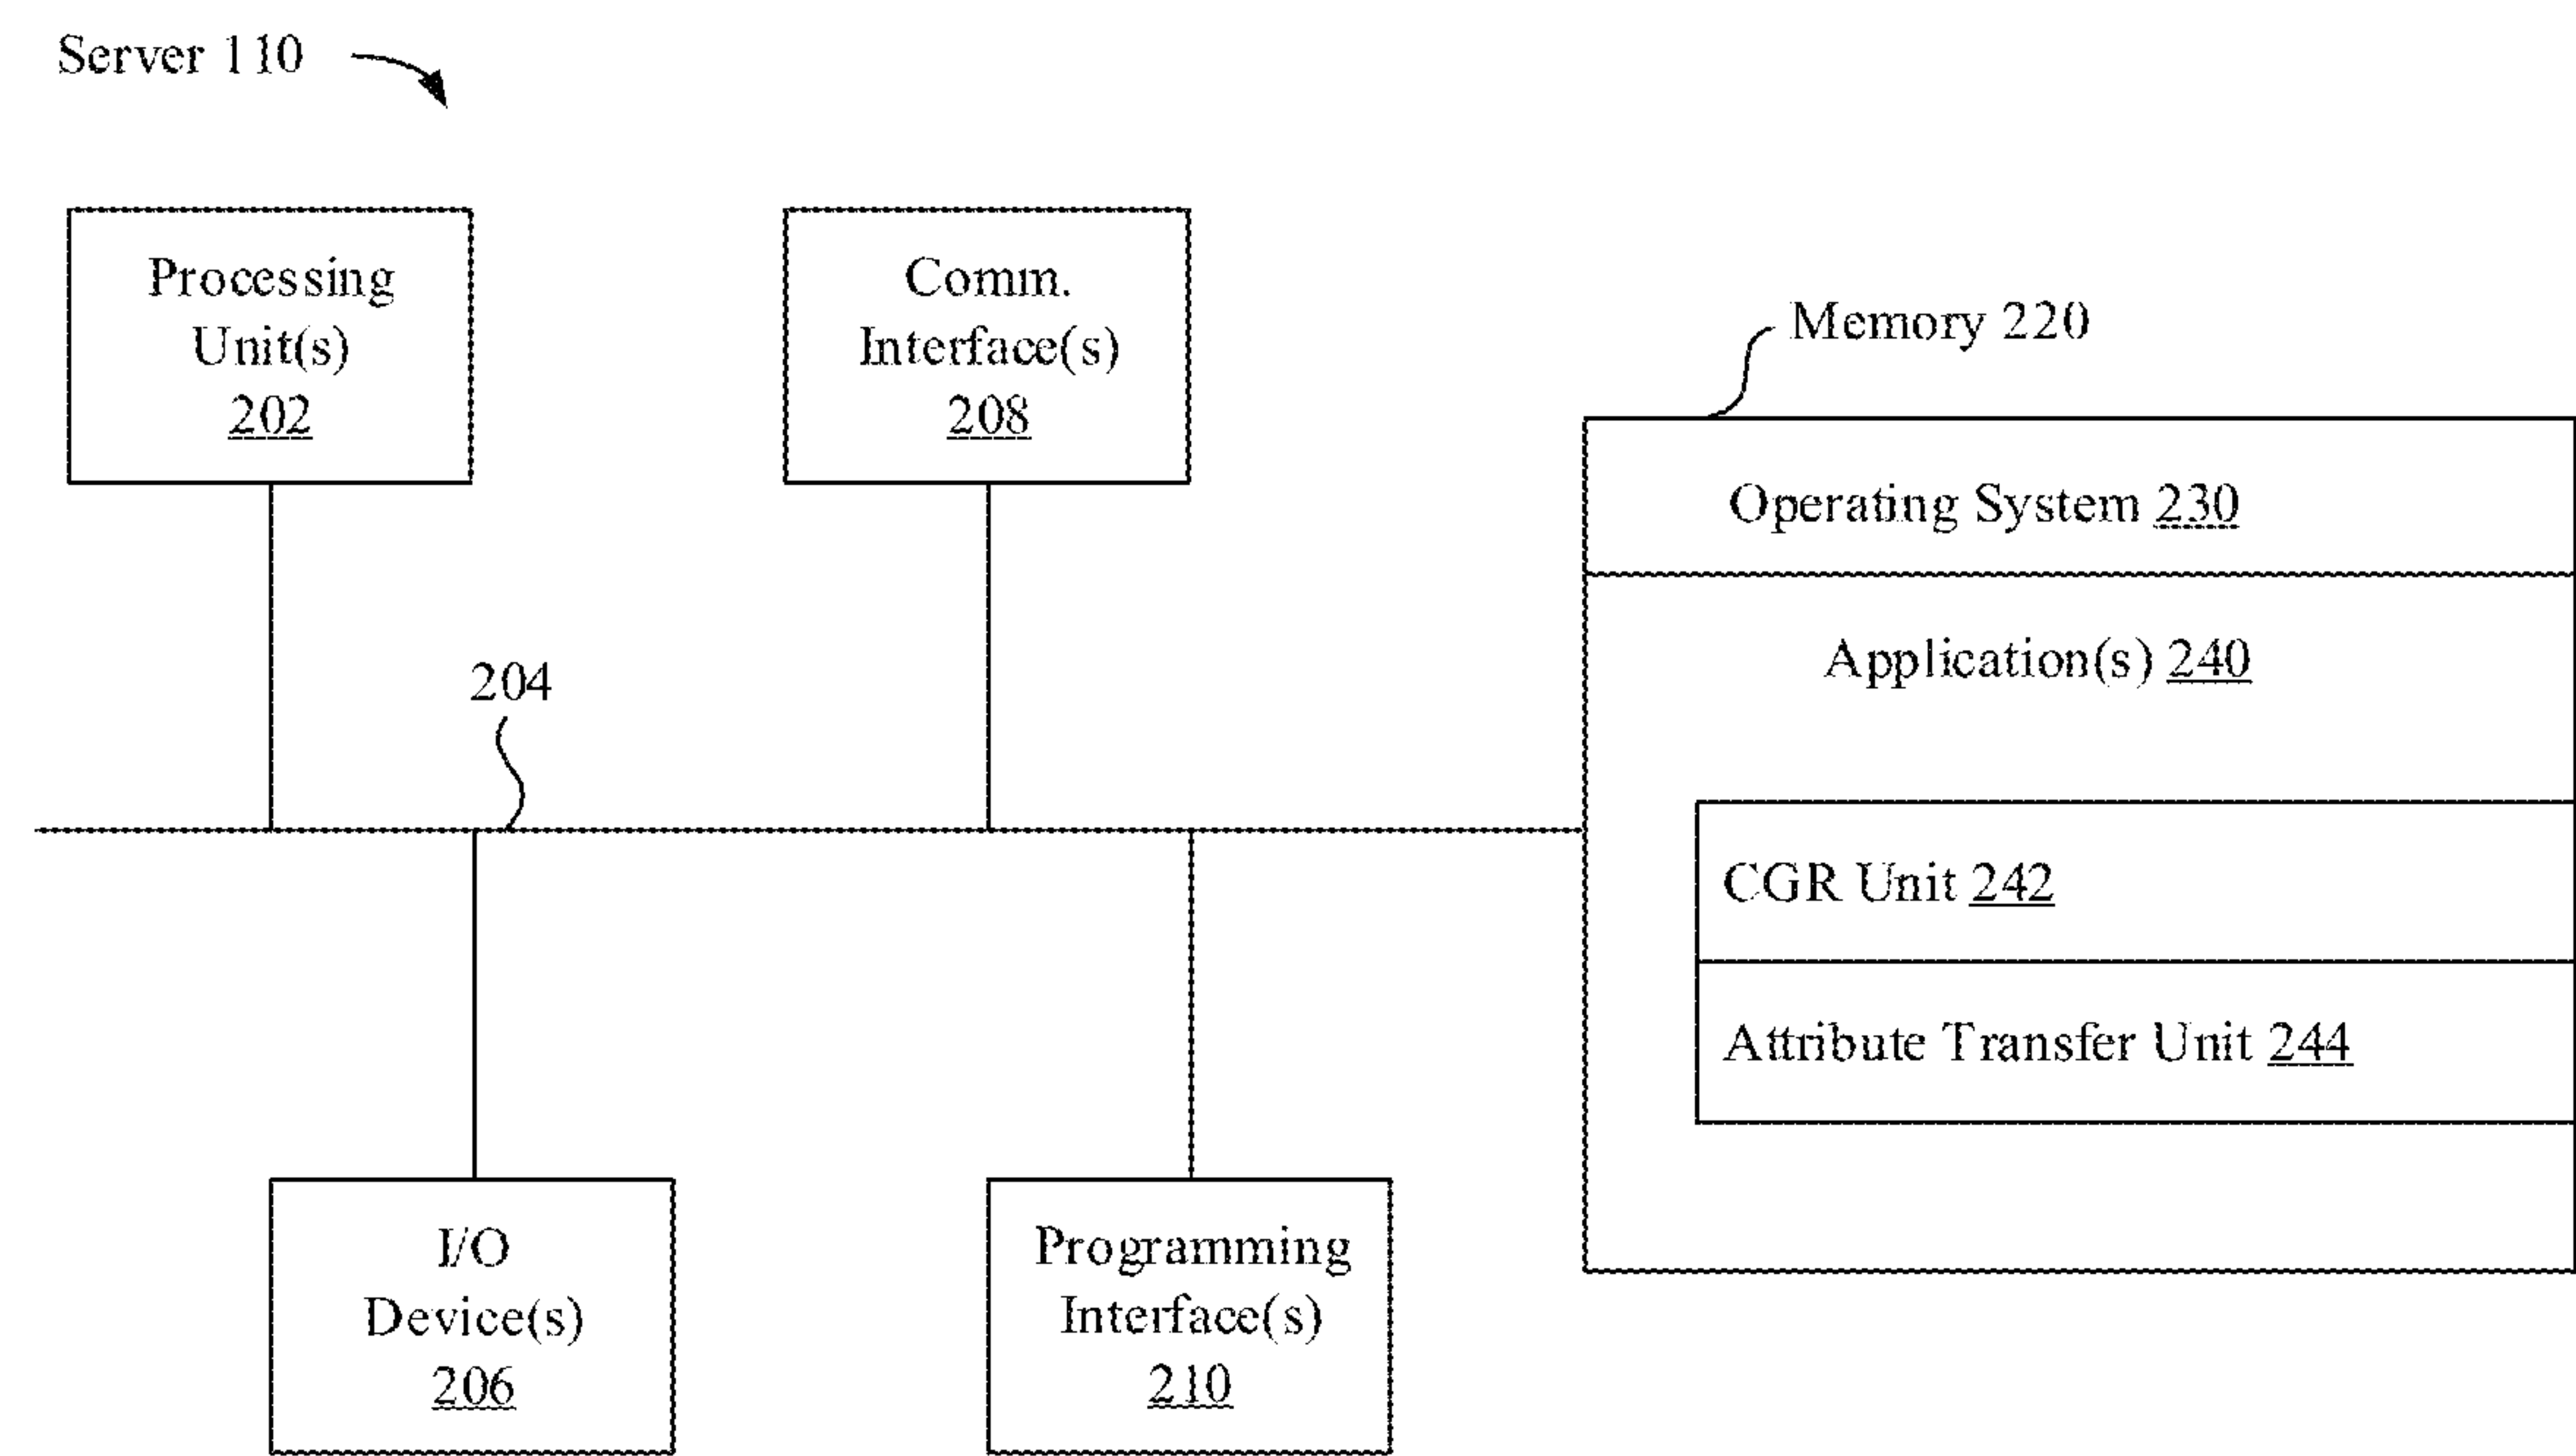 Server 110
Processing
Unit(s)
202
Comm.
Interface(s)
208
Memory 220
Operating System 230
Application(s) 240
204
CGR Unit 242
Attribute Transfer Unit 244
I/O
Device(s)
206
Programming
Interface(s)
210